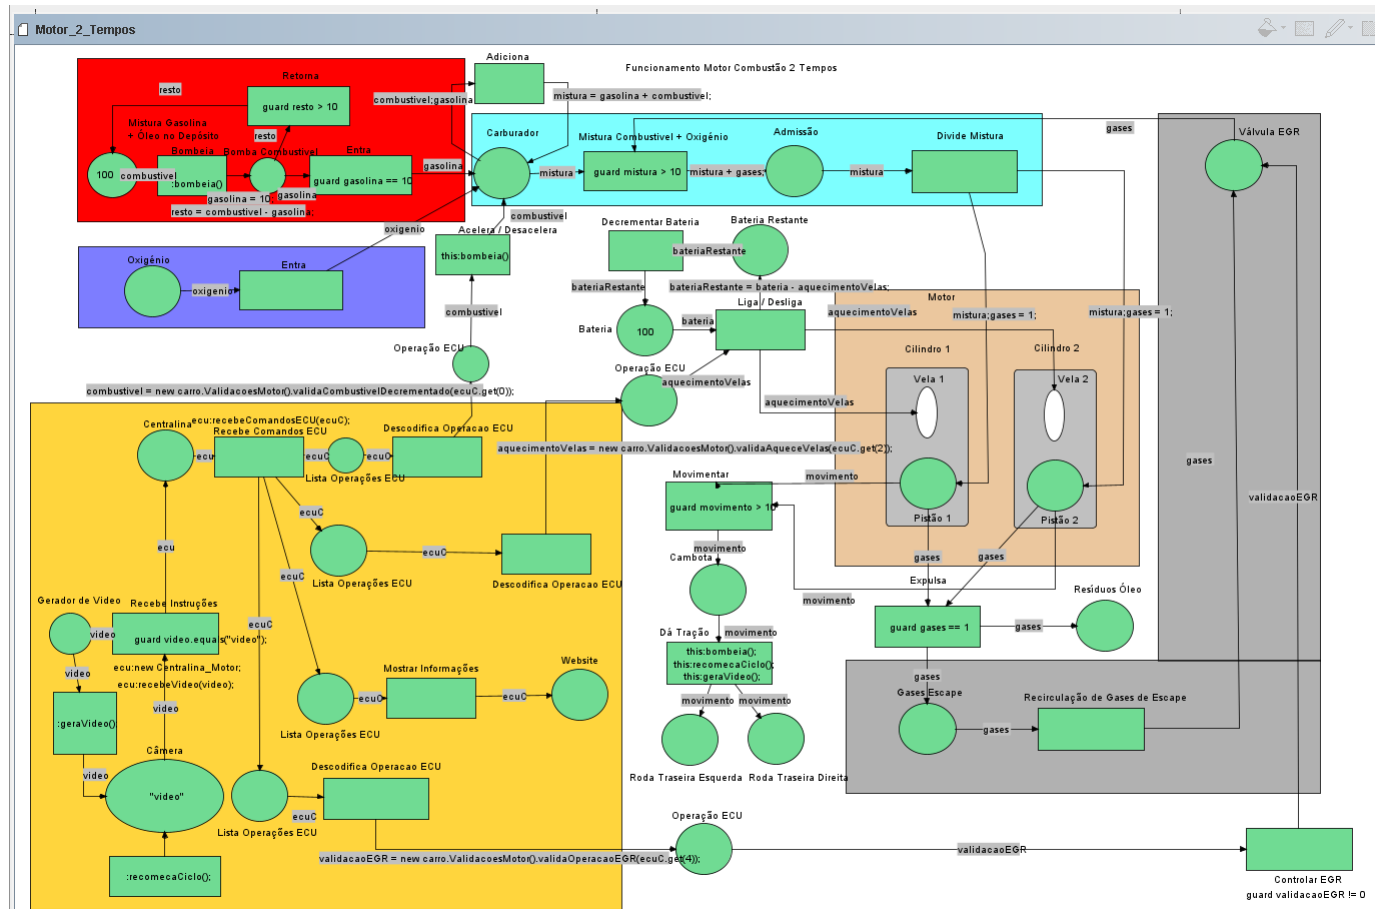 Motor_2_Tempos
Adiciona
Funcionamento Motor Combustão 2 Tempos
Retorna
resto
combustivel;gasolina
mistura = gasolina + combustivel;
guard resto > 10
Mistura Gasolina
+ Óleo no Depósito
resto
Carburador
Mistura Combustivel + Oxigénio
Admissão
Divide Mistura
gases
Válvula EGR
Bombeia
Bomba Combustivel
Entra
100
combustivel
:bombeia()
guard gasolina == 10
gasolina
mistura
guard mistura > 10
mistura + gases;
mistura
gasolina = 10;
gasolina
resto = combustivel - gasolina;
combustivel
oxigenio
Acelera / Desacelera
Decrementar Bateria
Bateria Restante
this:bombeia()
bateriaRestante
Oxigénio
Entra
oxigenio
bateriaRestante
bateriaRestante = bateria - aquecimentoVelas;
Liga / Desliga
Motor
combustivel
Bateria
100
bateria
aquecimentoVelas
mistura;gases = 1;
mistura;gases = 1;
Operação ECU
Cilindro 1
Cilindro 2
Operação ECU
aquecimentoVelas
Vela 1
Vela 2
combustivel = new carro.ValidacoesMotor().validaCombustivelDecrementado(ecuC.get(0));
aquecimentoVelas
Centralina
ecu:recebeComandosECU(ecuC);
Recebe Comandos ECU
Descodifica Operacao ECU
ecu
ecuC
ecuC
aquecimentoVelas = new carro.ValidacoesMotor().validaAqueceVelas(ecuC.get(2));
Lista Operações ECU
Movimentar
movimento
gases
validacaoEGR
ecuC
guard movimento > 10
Pistão 1
Pistão 2
ecu
ecuC
movimento
gases
gases
ecuC
Lista Operações ECU
Descodifica Operacao ECU
Cambota
Expulsa
Gerador de Video
Recebe Instruções
movimento
Resíduos Óleo
ecuC
video
guard video.equals("video");
Dá Tração
movimento
guard gases == 1
gases
this:bombeia();
this:recomecaCiclo();
this:geraVideo();
video
ecu:new Centralina_Motor;
ecu:recebeVideo(video);
Mostrar Informações
Website
gases
ecuC
ecuC
movimento
movimento
Gases Escape
Recirculação de Gases de Escape
video
:geraVideo()
gases
Lista Operações ECU
Câmera
Roda Traseira Esquerda
Roda Traseira Direita
video
Descodifica Operacao ECU
"video"
ecuC
Lista Operações ECU
Operação ECU
validacaoEGR = new carro.ValidacoesMotor().validaOperacaoEGR(ecuC.get(4));
validacaoEGR
:recomecaCiclo();
Controlar EGR
guard validacaoEGR != 0